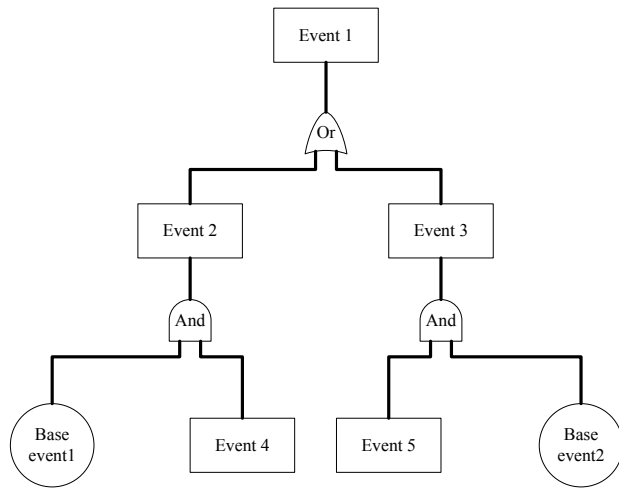 Event 1
Or
Event 2
Event 3
And
And
Base
event1
Event 4
Event 5
Base
event2